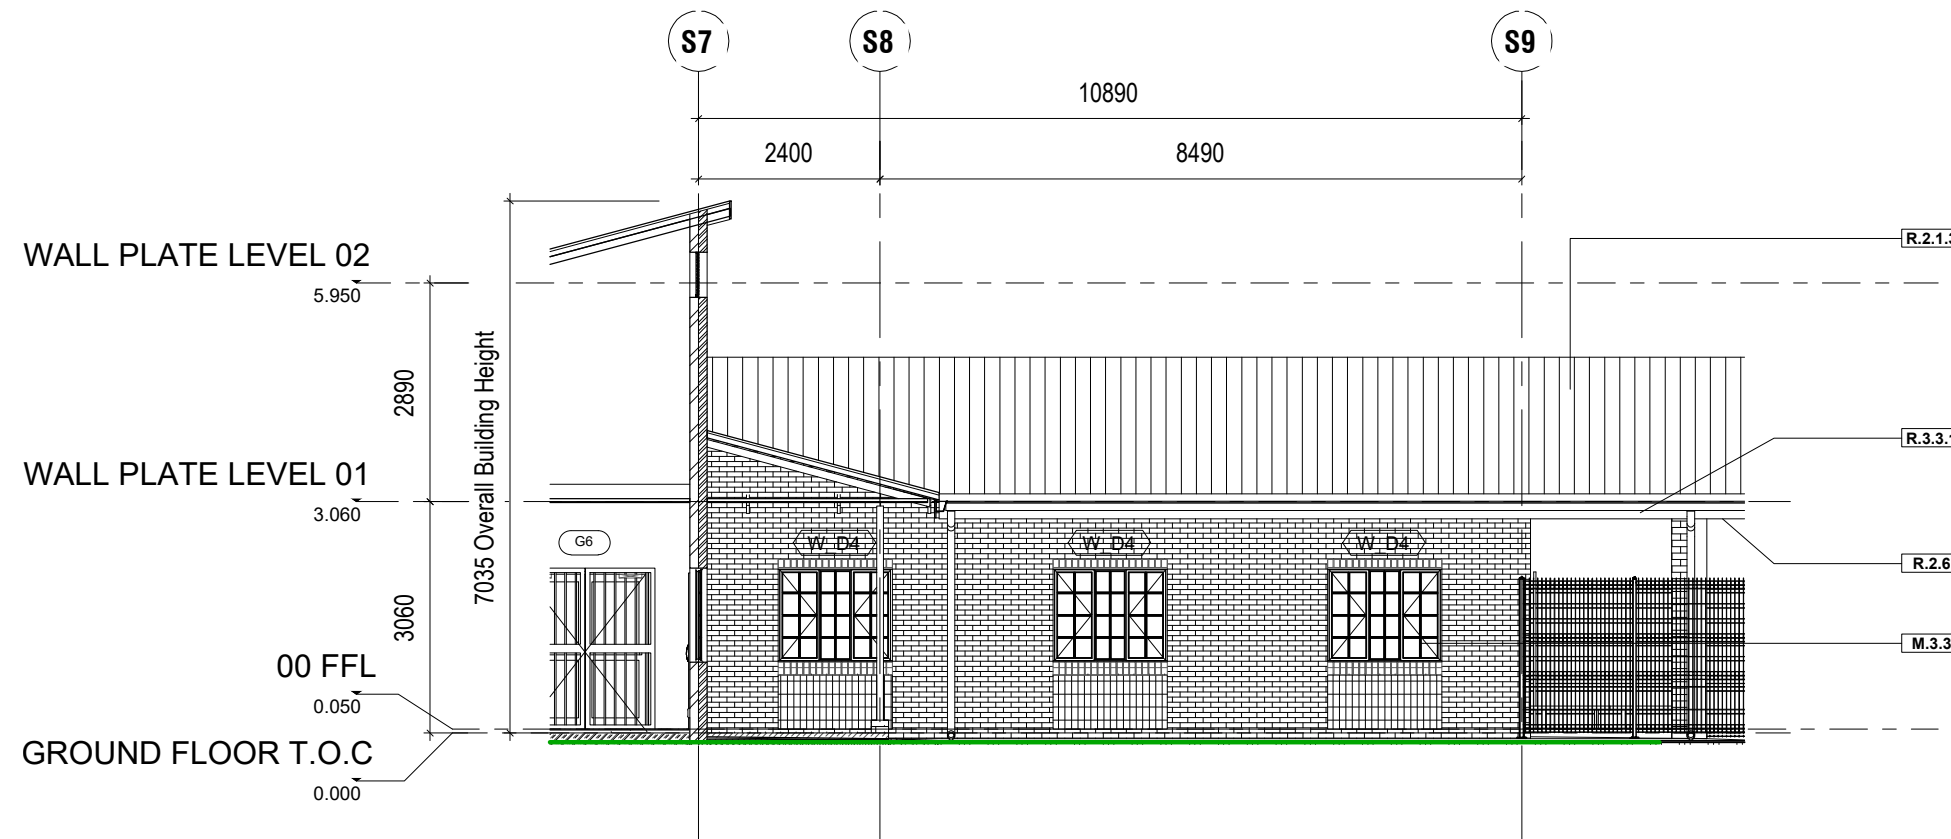 S7 S8 S9
10890
2400 8490
WALL PLATE LEVEL 02
5.950
R.2.1.3
2890
7035 Overall Building Height
WALL PLATE LEVEL 01
3.060
R.3.3.1
G6
W_D4 W_D4 W_D4
R.2.6
3060
M.3.3
00 FFL
0.050
GROUND FLOOR T.O.C
0.000